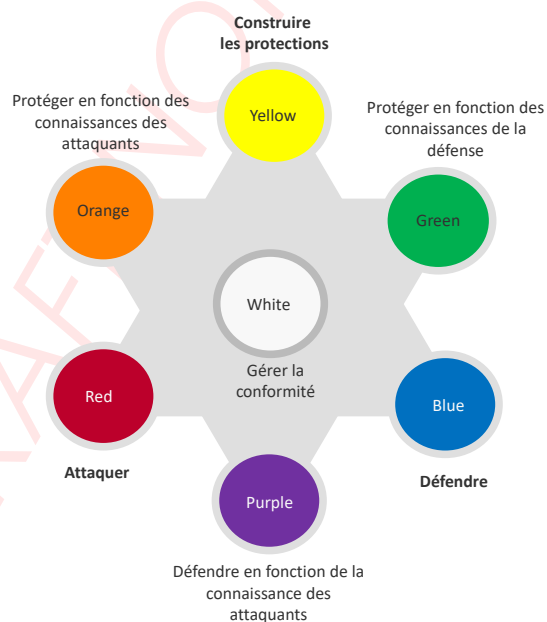 Construire
les protections
Yellow
Protéger en fonction des
connaissances des
attaquants
Protéger en fonction des
connaissances de la
défense
Orange
Green
White
Gérer la
conformité
Red
Blue
Attaquer
Défendre
Purple
Défendre en fonction de la
connaissance des
attaquants